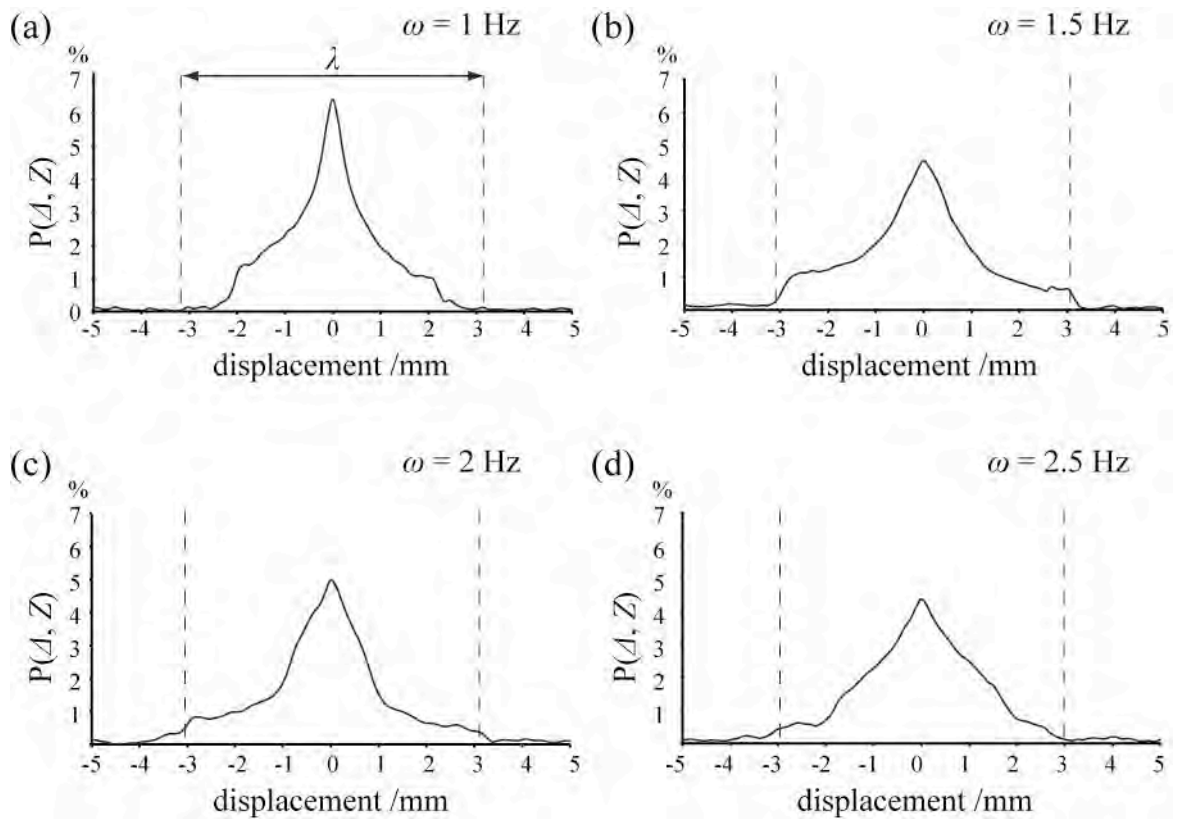 (a)
ω = 1 Hz
%
λ
7
6
5
4
3
2
1
0
P(Δ, Z)
-5 -4 -3 -2 -1 0 1 2 3 4 5
displacement /mm
(b)
ω = 1.5 Hz
%
7
6
5
4
3
2
1
P(Δ, Z)
-5 -4 -3 -2 -1 0 1 2 3 4 5
displacement /mm
(c)
ω = 2 Hz
%
7
6
5
4
3
2
1
P(Δ, Z)
-5 -4 -3 -2 -1 0 1 2 3 4 5
displacement /mm
(d)
ω = 2.5 Hz
%
7
6
5
4
3
2
1
P(Δ, Z)
-5 -4 -3 -2 -1 0 1 2 3 4 5
displacement /mm